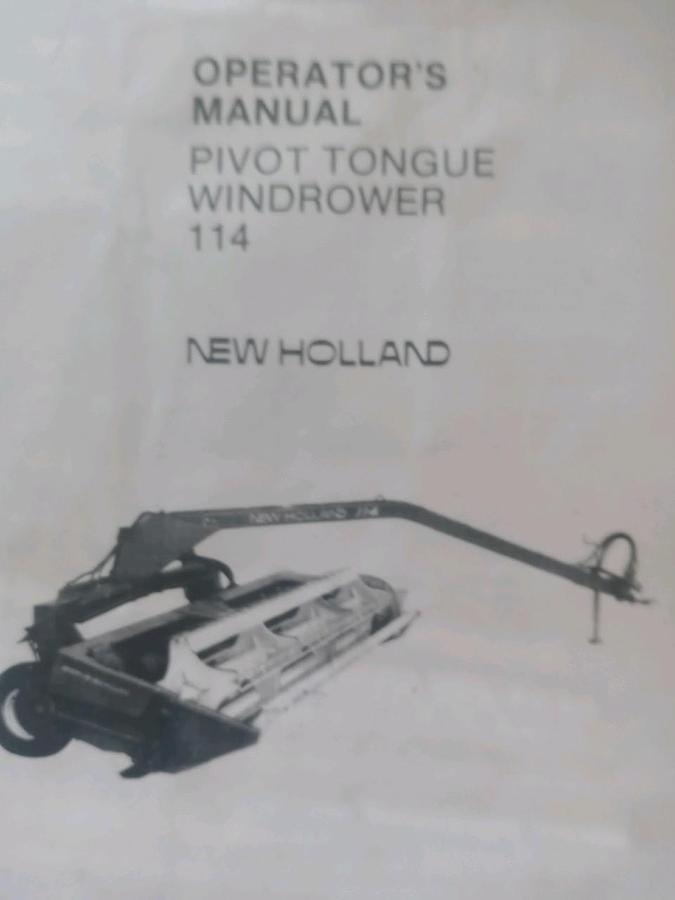 OPERATOR'S
MANUAL
PIVOT TONGUE
WINDROWER
114
NEW HOLLAND
NEW HOLLAND 114